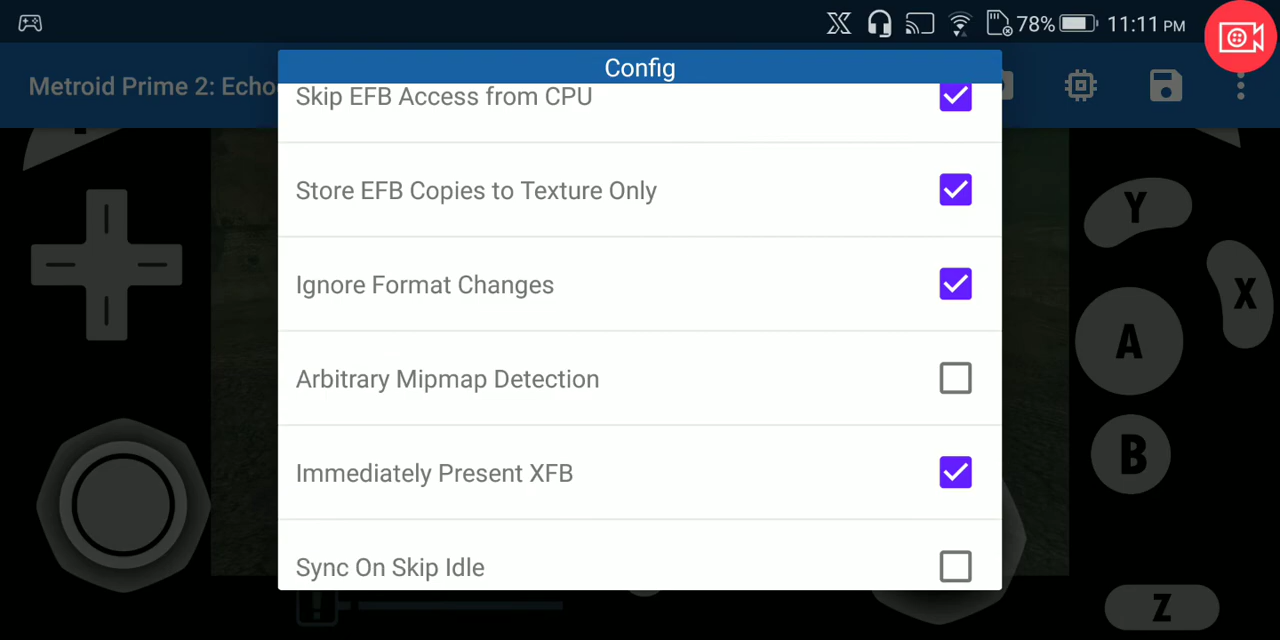 78% 11:11 PM
Metroid Prime 2: Echo
Config
Skip EFB Access from CPU
Store EFB Copies to Texture Only
Ignore Format Changes
Arbitrary Mipmap Detection
Immediately Present XFB
Sync On Skip Idle
Y
X
A
B
Z